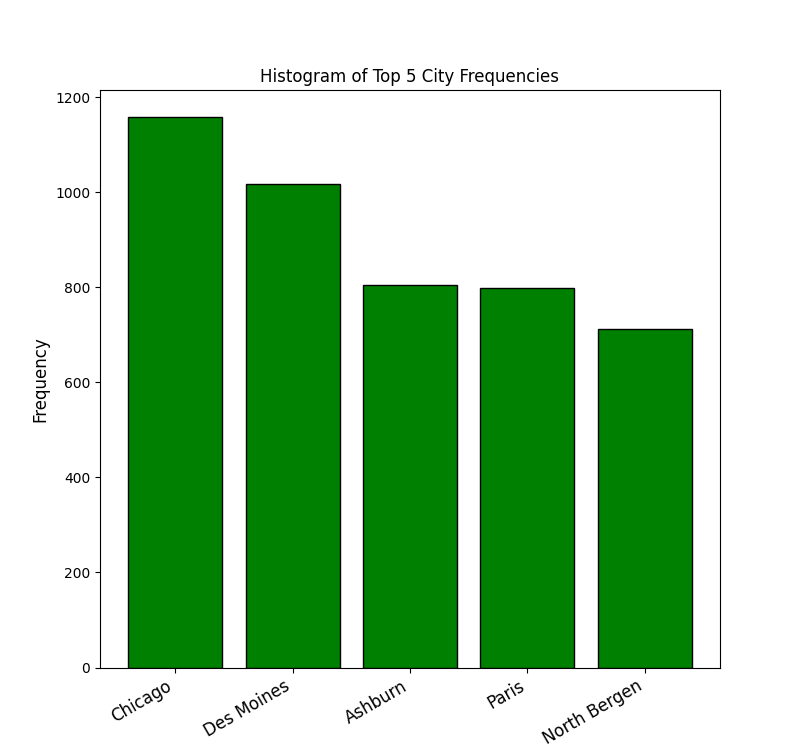 Histogram of Top 5 City Frequencies
1200
1000
800
600
400
200
0
Frequency
Chicago
Des Moines
Ashburn
Paris
North Bergen